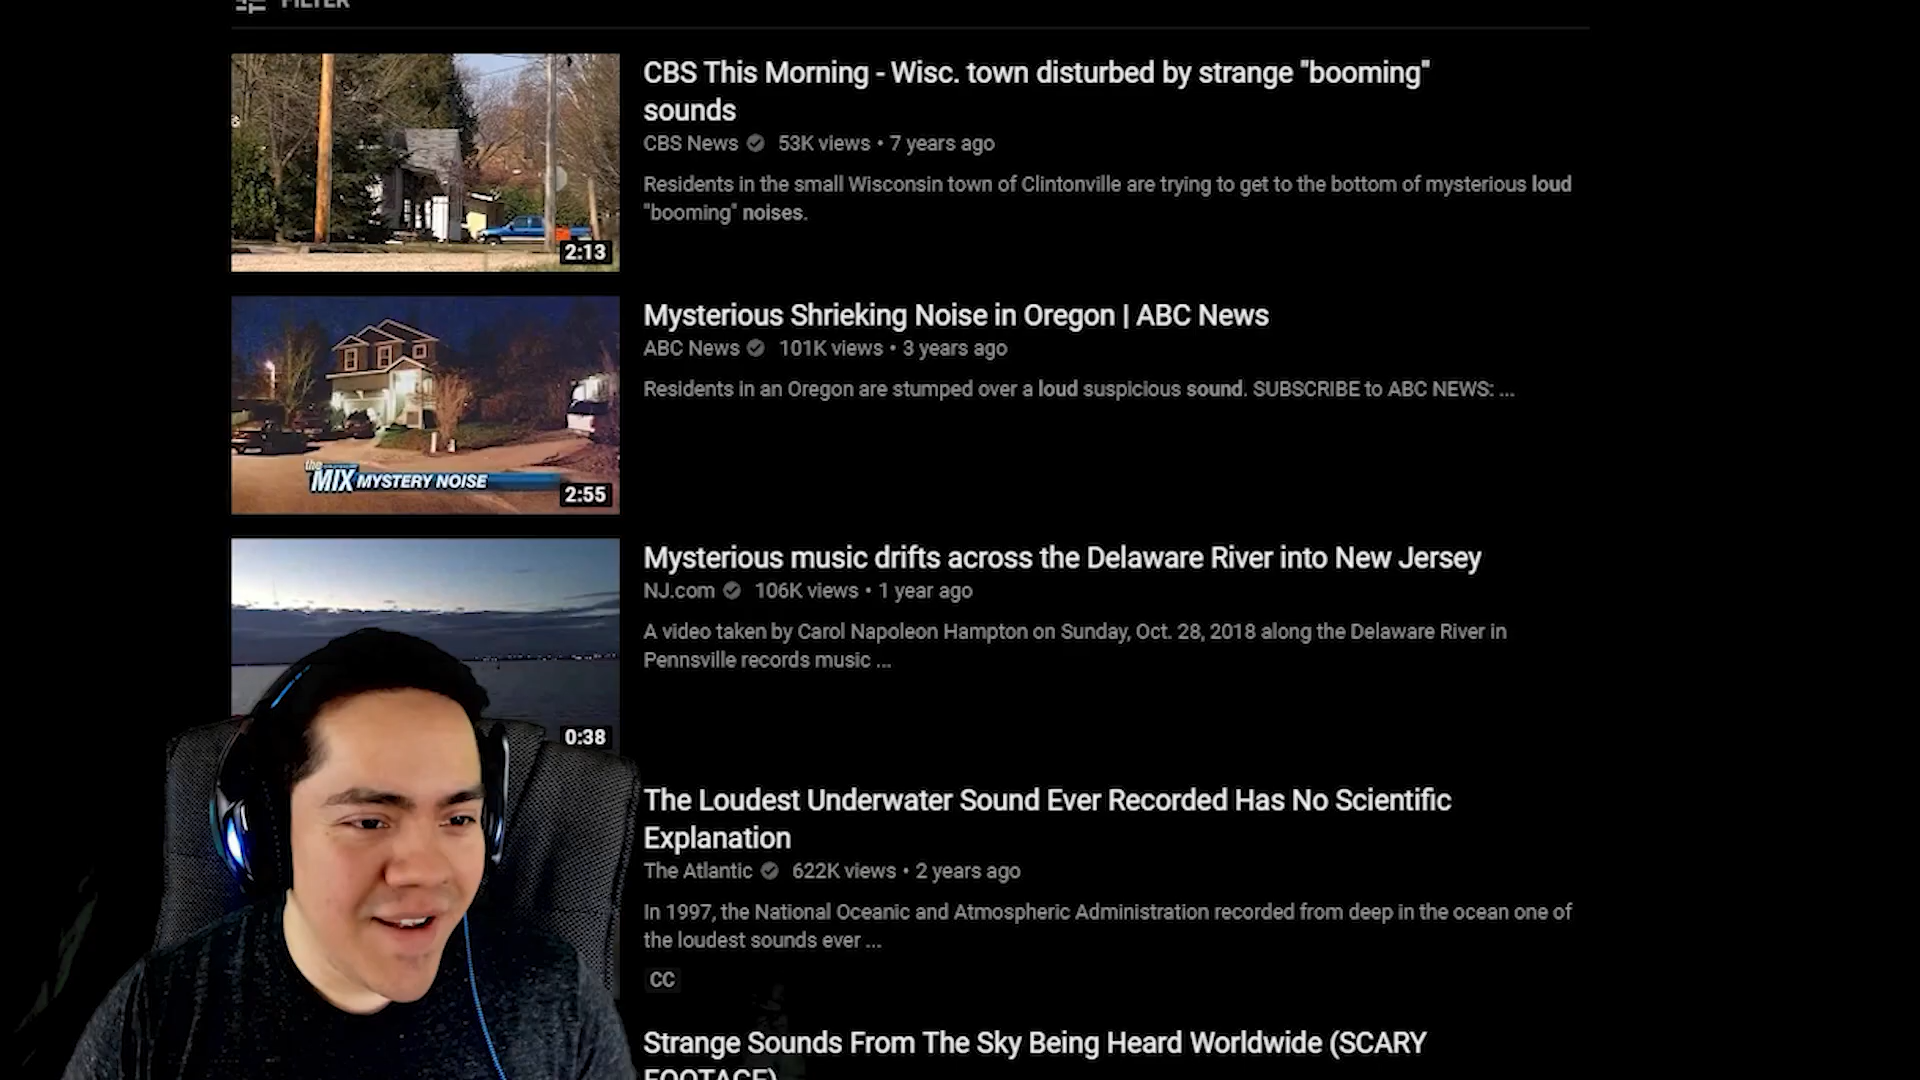 FILTER
CBS This Morning - Wisc. town disturbed by strange "booming"
sounds
CBS News 53K views • 7 years ago
Residents in the small Wisconsin town of Clintonville are trying to get to the bottom of mysterious loud
"booming" noises.
2:13
Mysterious Shrieking Noise in Oregon | ABC News
ABC News 101K views • 3 years ago
Residents in an Oregon are stumped over a loud suspicious sound. SUBSCRIBE to ABC NEWS: ...
the
MIX MYSTERY NOISE
2:55
Mysterious music drifts across the Delaware River into New Jersey
NJ.com 106K views • 1 year ago
A video taken by Carol Napoleon Hampton on Sunday, Oct. 28, 2018 along the Delaware River in
Pennsville records music ...
0:38
The Loudest Underwater Sound Ever Recorded Has No Scientific
Explanation
The Atlantic 622K views • 2 years ago
In 1997, the National Oceanic and Atmospheric Administration recorded from deep in the ocean one of
the loudest sounds ever ...
CC
Strange Sounds From The Sky Being Heard Worldwide (SCARY
FOOTAGE)